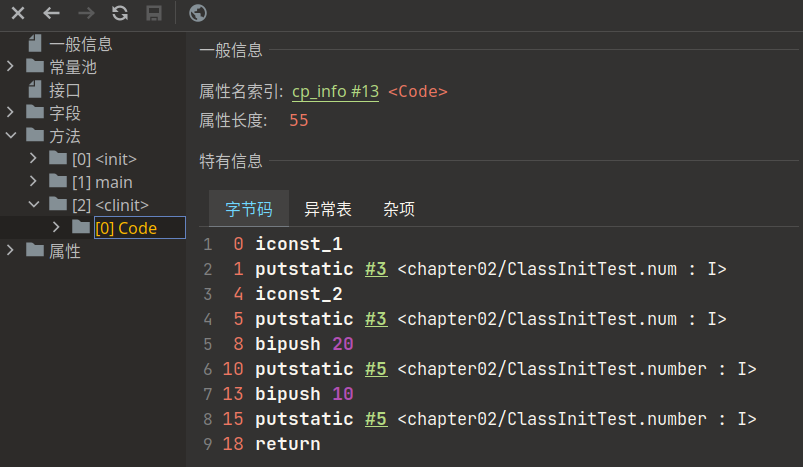 一般信息
常量池
接口
字段
方法
[0] <init>
[1] main
[2] <clinit>
[0] Code
属性
一般信息
属性名索引: cp_info #13 <Code>
属性长度: 55
特有信息
字节码 异常表 杂项
1 0 iconst_1
2 1 putstatic #3 <chapter02/ClassInitTest.num : I>
3 4 iconst_2
4 5 putstatic #3 <chapter02/ClassInitTest.num : I>
5 8 bipush 20
6 10 putstatic #5 <chapter02/ClassInitTest.number : I>
7 13 bipush 10
8 15 putstatic #5 <chapter02/ClassInitTest.number : I>
9 18 return